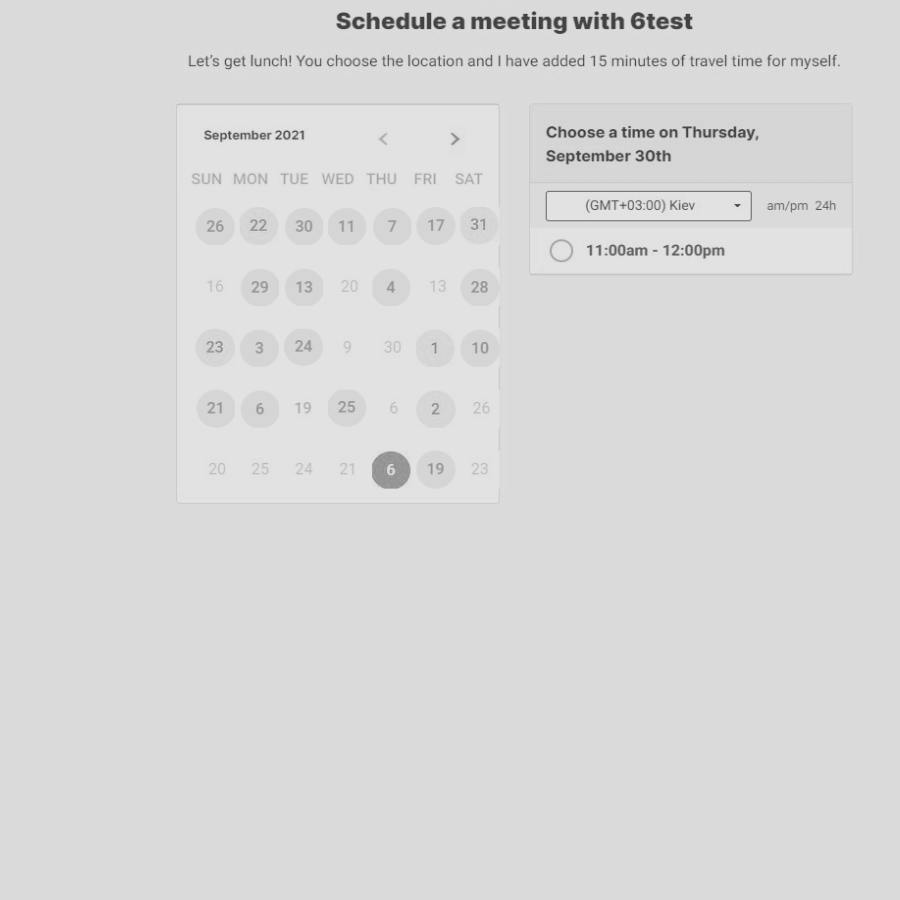 Schedule a meeting with 6test
Let's get lunch! You choose the location and I have added 15 minutes of travel time for myself.
September 2021 < >
SUN MON TUE WED THU FRI SAT
26 22 30 11 7 17 31
16 29 13 20 4 13 28
23 3 24 9 30 1 10
21 6 19 25 6 2 26
20 25 24 21 6 19 23
Choose a time on Thursday,
September 30th
(GMT+03:00) Kiev am/pm 24h
11:00am - 12:00pm